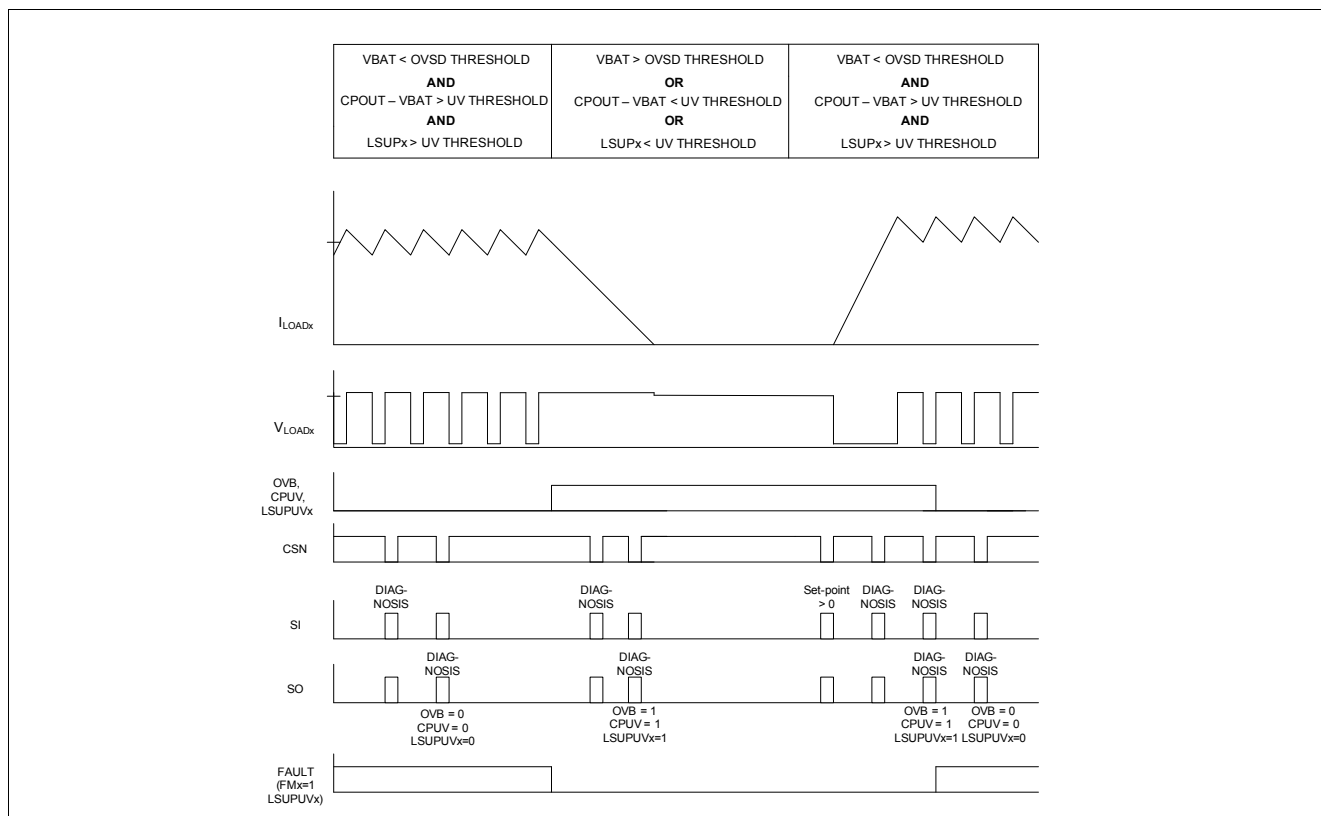 VBAT < OVSD THRESHOLD
AND
CPOUT – VBAT > UV THRESHOLD
AND
LSUPx > UV THRESHOLD
VBAT > OVSD THRESHOLD
OR
CPOUT – VBAT < UV THRESHOLD
OR
LSUPx < UV THRESHOLD
VBAT < OVSD THRESHOLD
AND
CPOUT – VBAT > UV THRESHOLD
AND
LSUPx > UV THRESHOLD
ILOADx
VLOADx
OVB,
CPUV,
LSUPUVx
CSN
DIAG-
NOSIS
DIAG-
NOSIS
Set-point
> 0
DIAG-
NOSIS
DIAG-
NOSIS
SI
DIAG-
NOSIS
DIAG-
NOSIS
DIAG-
NOSIS
DIAG-
NOSIS
SO
OVB = 0
CPUV = 0
LSUPUVx=0
OVB = 1
CPUV = 1
LSUPUVx=1
OVB = 1
CPUV = 1
LSUPUVx=1
OVB = 0
CPUV = 0
LSUPUVx=0
FAULT
(FMx=1
LSUPUVx)